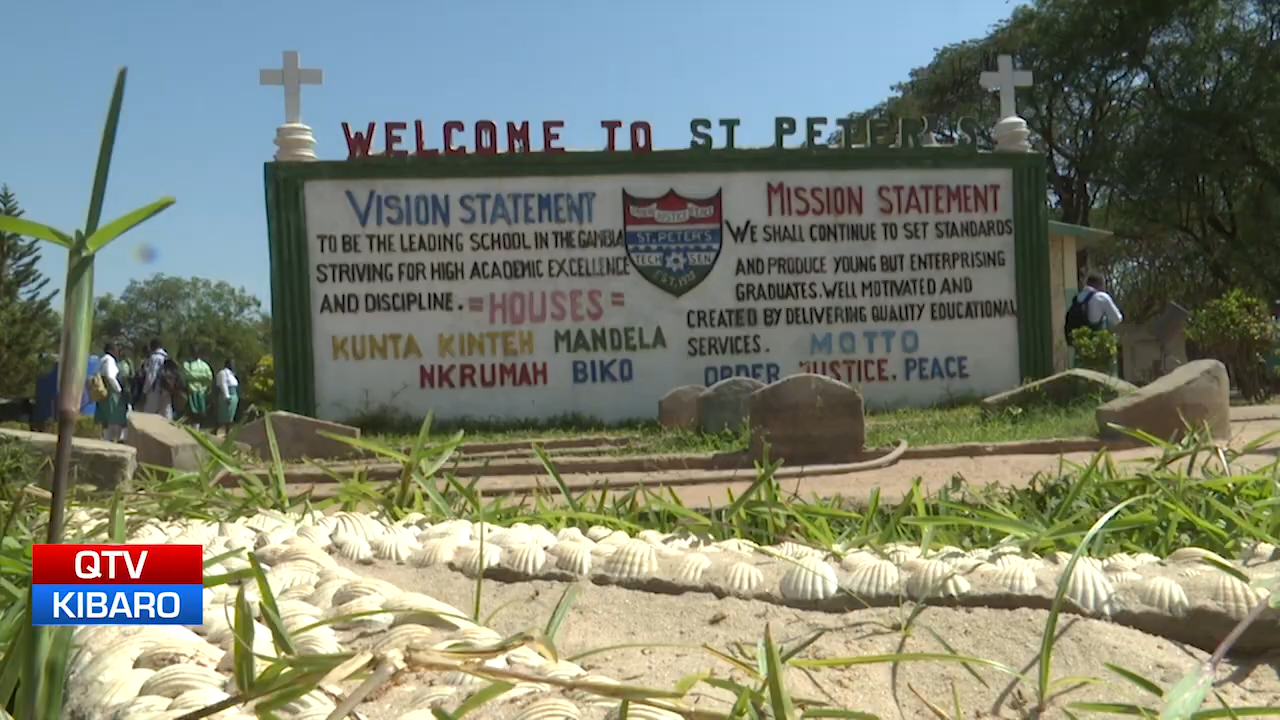 WELCOME TO ST PETER'S
VISION STATEMENT
TO BE THE LEADING SCHOOL IN THE GAMBIA
STRIVING FOR HIGH ACADEMIC EXCELLENCE
AND DISCIPLINE.
=HOUSES=
KUNTA KINTEH MANDELA
NKRUMAH BIKO
JUSTICE
ST. PETER'S
TECH SEN.
MISSION STATEMENT
WE SHALL CONTINUE TO SET STANDARDS
AND PRODUCE YOUNG BUT ENTERPRISING
GRADUATES. WELL MOTIVATED AND
CREATED BY DELIVERING QUALITY EDUCATIONAL
SERVICES.
MOTTO
ORDER, JUSTICE, PEACE
QTV
KIBARO